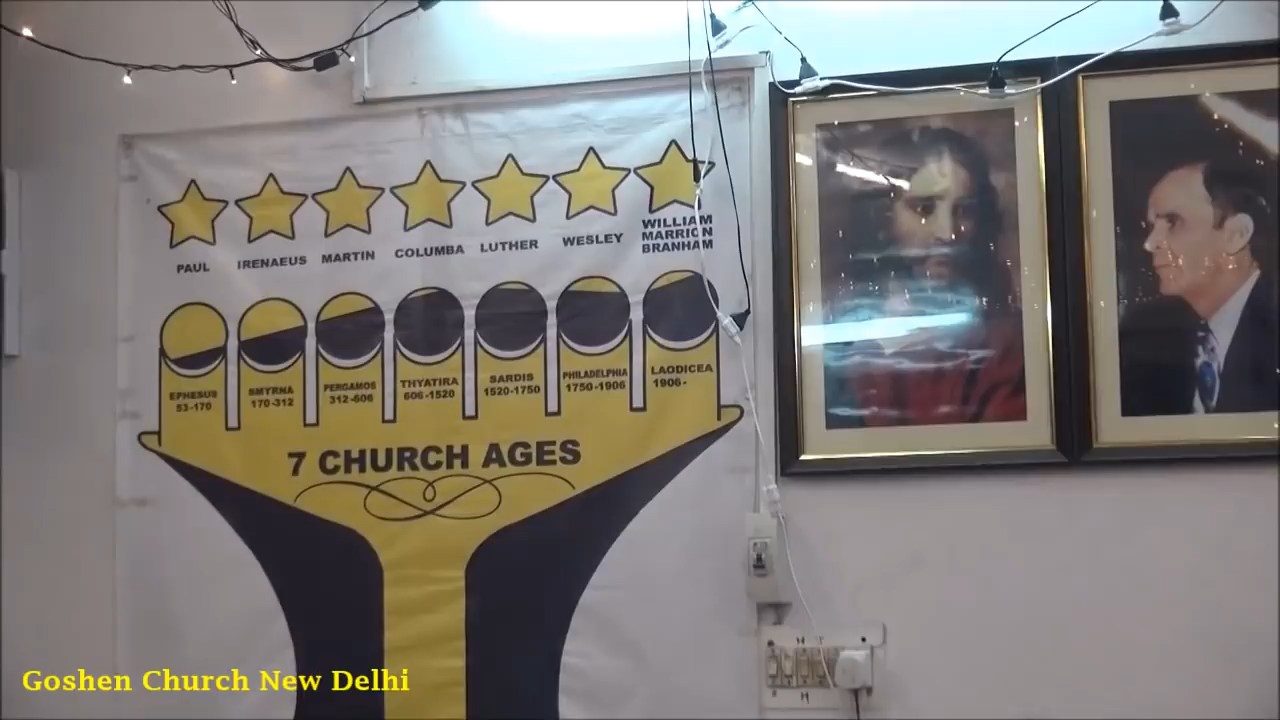 PAUL
IRENAEUS
MARTIN
COLUMBA
LUTHER
WESLEY
WILLIAM
MARRION
BRANHAM
EPHESUS
53-170
SMYRNA
170-312
PERGAMOS
312-606
THYATIRA
606-1520
SARDIS
1520-1750
PHILADELPHIA
1750-1906
LAODICEA
1906-
7 CHURCH AGES
Goshen Church New Delhi